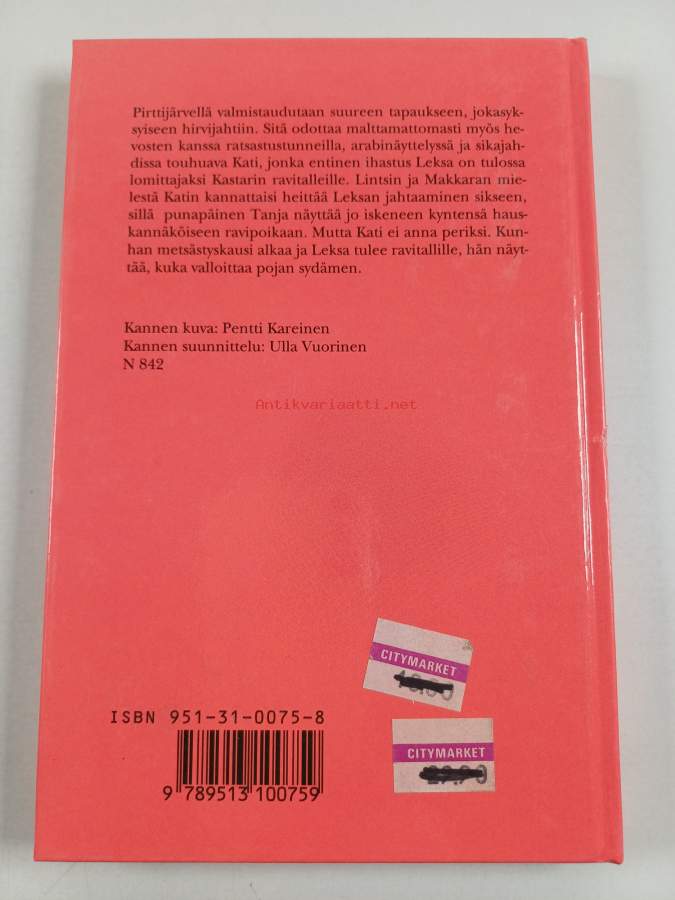 Pirttijärvellä valmistaudutaan suureen tapaukseen, jokasyk-
syiseen hirvijahtiin. Sitä odottaa malttamattomasti myös he-
vosten kanssa ratsastustunneilla, arabinäyttelyssä ja sikajah-
dissa touhuava Kati, jonka entinen ihastus Leksa on tulossa
lomittajaksi Kastarin ravitalleille. Lintsin ja Makkaran mie-
lestä Katin kannattaisi heittää Leksan jahtaaminen sikseen,
sillä punapäinen Tanja näyttää jo iskeneen kyntensä haus-
kannäköiseen ravipoikaan. Mutta Kati ei anna periksi. Kun-
han metsästyskausi alkaa ja Leksa tulee ravitallille, hän näyt-
tää, kuka valloittaa pojan sydämen.
Kannen kuva: Pentti Kareinen
Kannen suunnittelu: Ulla Vuorinen
N 842
Antikvariaatti.net
CITYMARKET
CITYMARKET
ISBN 951-31-0075-8
9 789513 100759